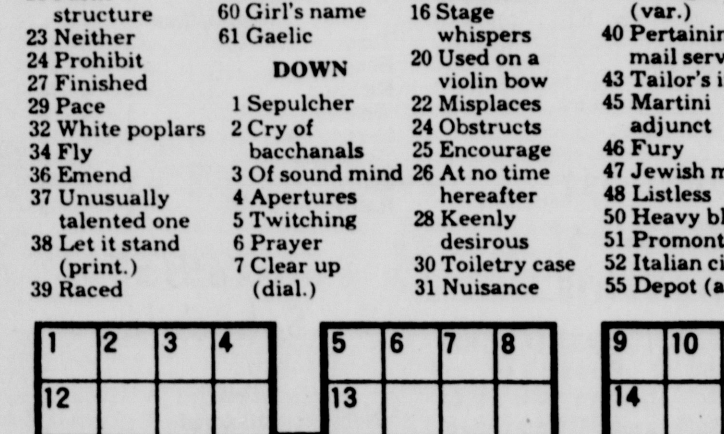 structure
23 Neither
24 Prohibit
27 Finished
29 Pace
32 White poplars
34 Fly
36 Emend
37 Unusually
talented one
38 Let it stand
(print.)
39 Raced
60 Girl's name
61 Gaelic
DOWN
1 Sepulcher
2 Cry of
bacchanals
3 Of sound mind
4 Apertures
5 Twitching
6 Prayer
7 Clear up
(dial.)
16 Stage
whispers
20 Used on a
violin bow
22 Misplaces
24 Obstructs
25 Encourage
26 At no time
hereafter
28 Keenly
desirous
30 Toiletry case
31 Nuisance
(var.)
40
mail
43 Tailor's
45 Martini
adjunct
46 Fury
47 Jewish
48 Listless
50 Heavy
51
52 Italian
55 Depot
1 2 3 4 5 6 7 8 9 10
12 13 14